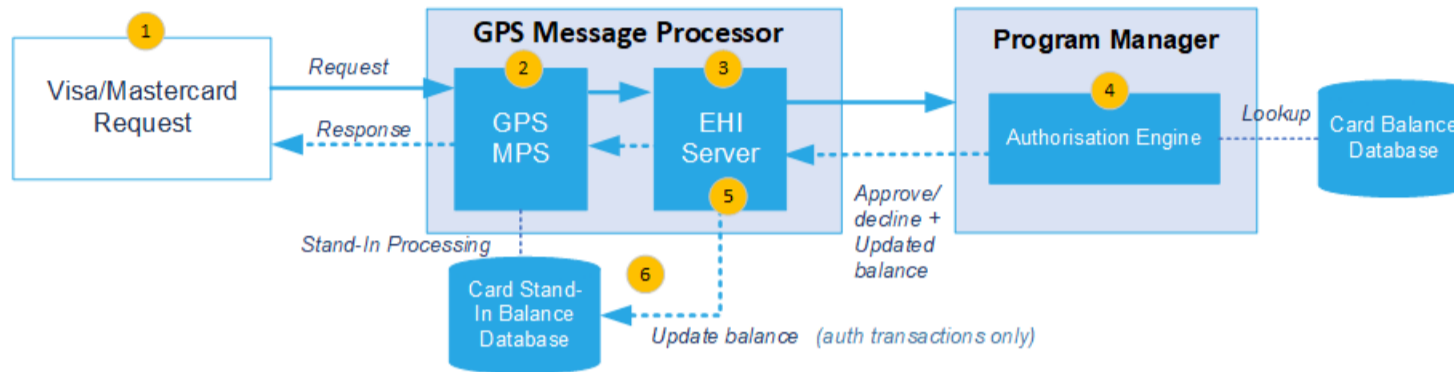 1
Visa/Mastercard
Request
Request
Response
GPS Message Processor
2
GPS
MPS
3
EHI
Server
5
Program Manager
4
Authorisation Engine
Lookup
Card Balance
Database
Approve/
decline +
Updated
balance
Stand-In Processing
Card Stand-
In Balance
Database
6
Update balance (auth transactions only)